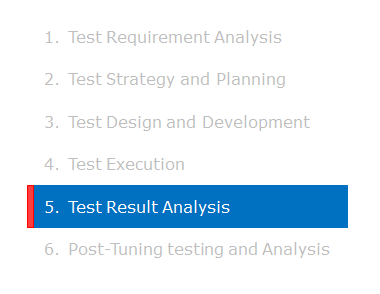 1. Test Requirement Analysis
2. Test Strategy and Planning
3. Test Design and Development
4. Test Execution
5. Test Result Analysis
6. Post-Tuning testing and Analysis